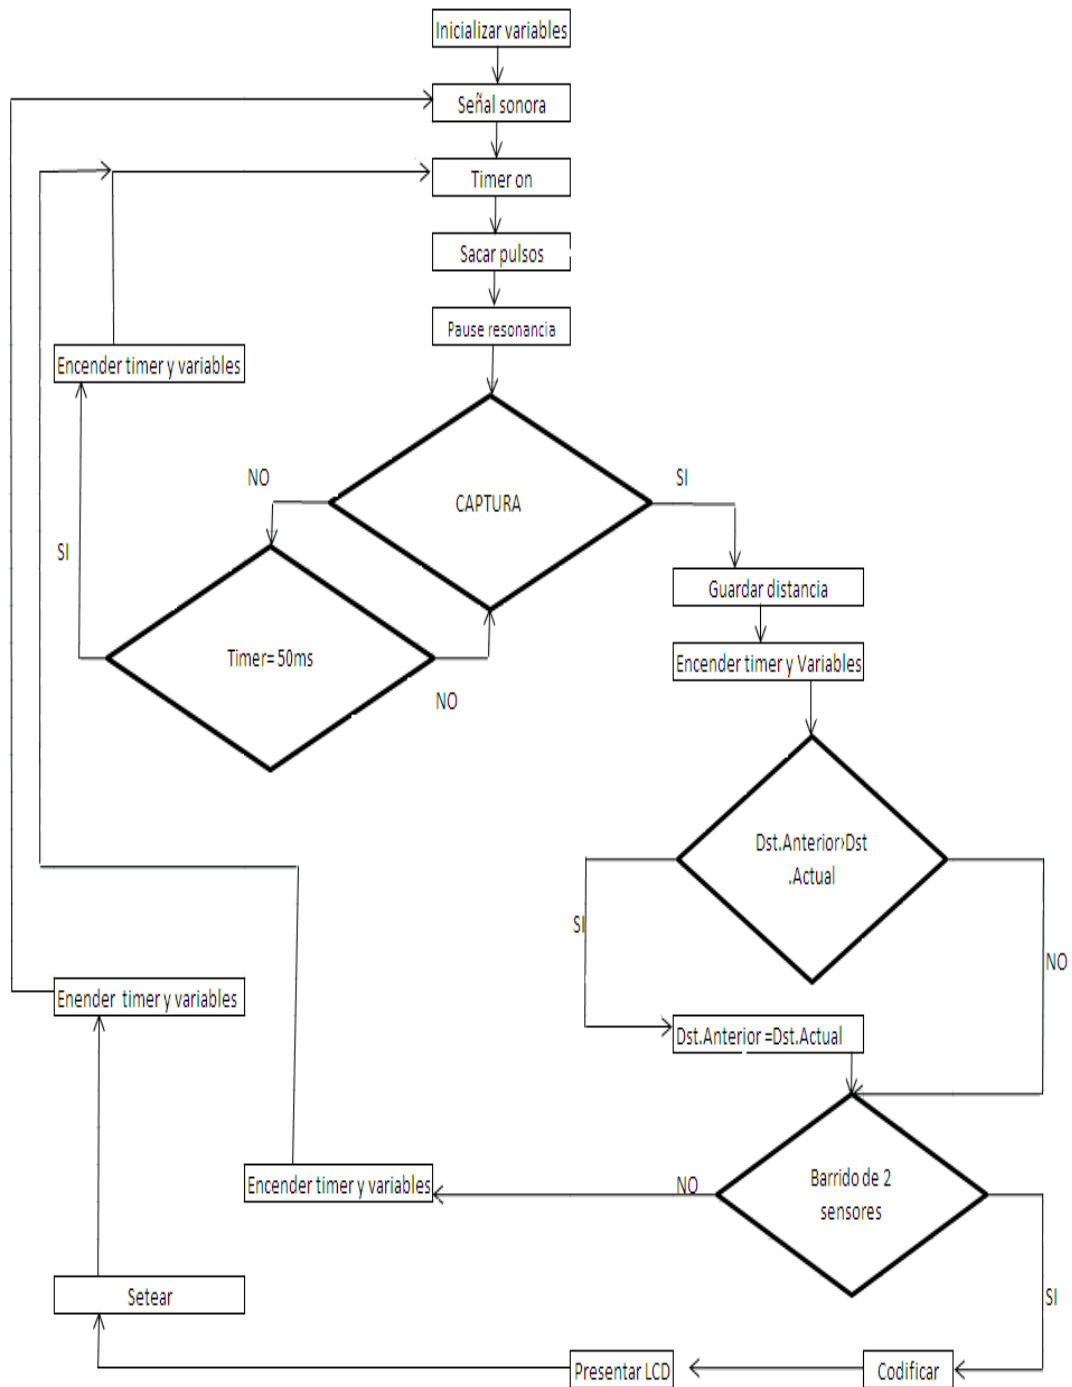 Inicializar variables
Señal sonora
Timer on
Sacar pulsos
Pause resonancia
Encender timer y variables
NO
SI
CAPTURA
SI
Guardar distancia
Timer= 50ms
Encender timer y Variables
NO
Dst.Anterior›Dst
.Actual
SI
NO
Enender timer y variables
Dst.Anterior =Dst.Actual
Barrido de 2
sensores
NO
Encender timer y variables
Setear
SI
Presentar LCD
Codificar